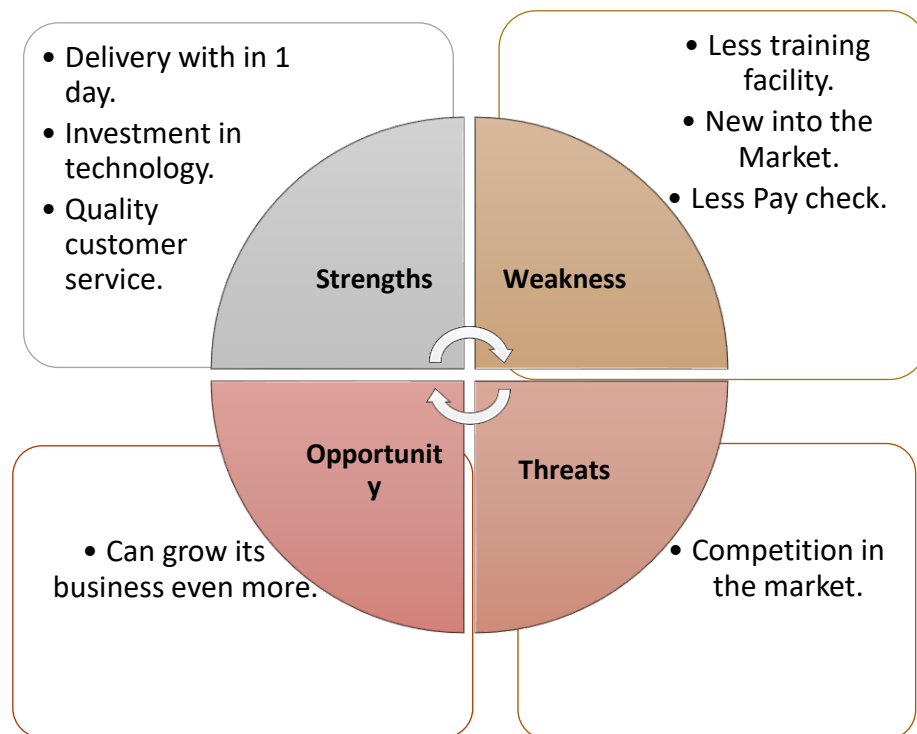 • Delivery with in 1
day.
• Investment in
technology.
• Quality
customer
service.
• Less training
facility.
• New into the
Market.
• Less Pay check.
Strengths
Weakness
Opportunit
y
Threats
• Can grow its
business even more.
• Competition in
the market.